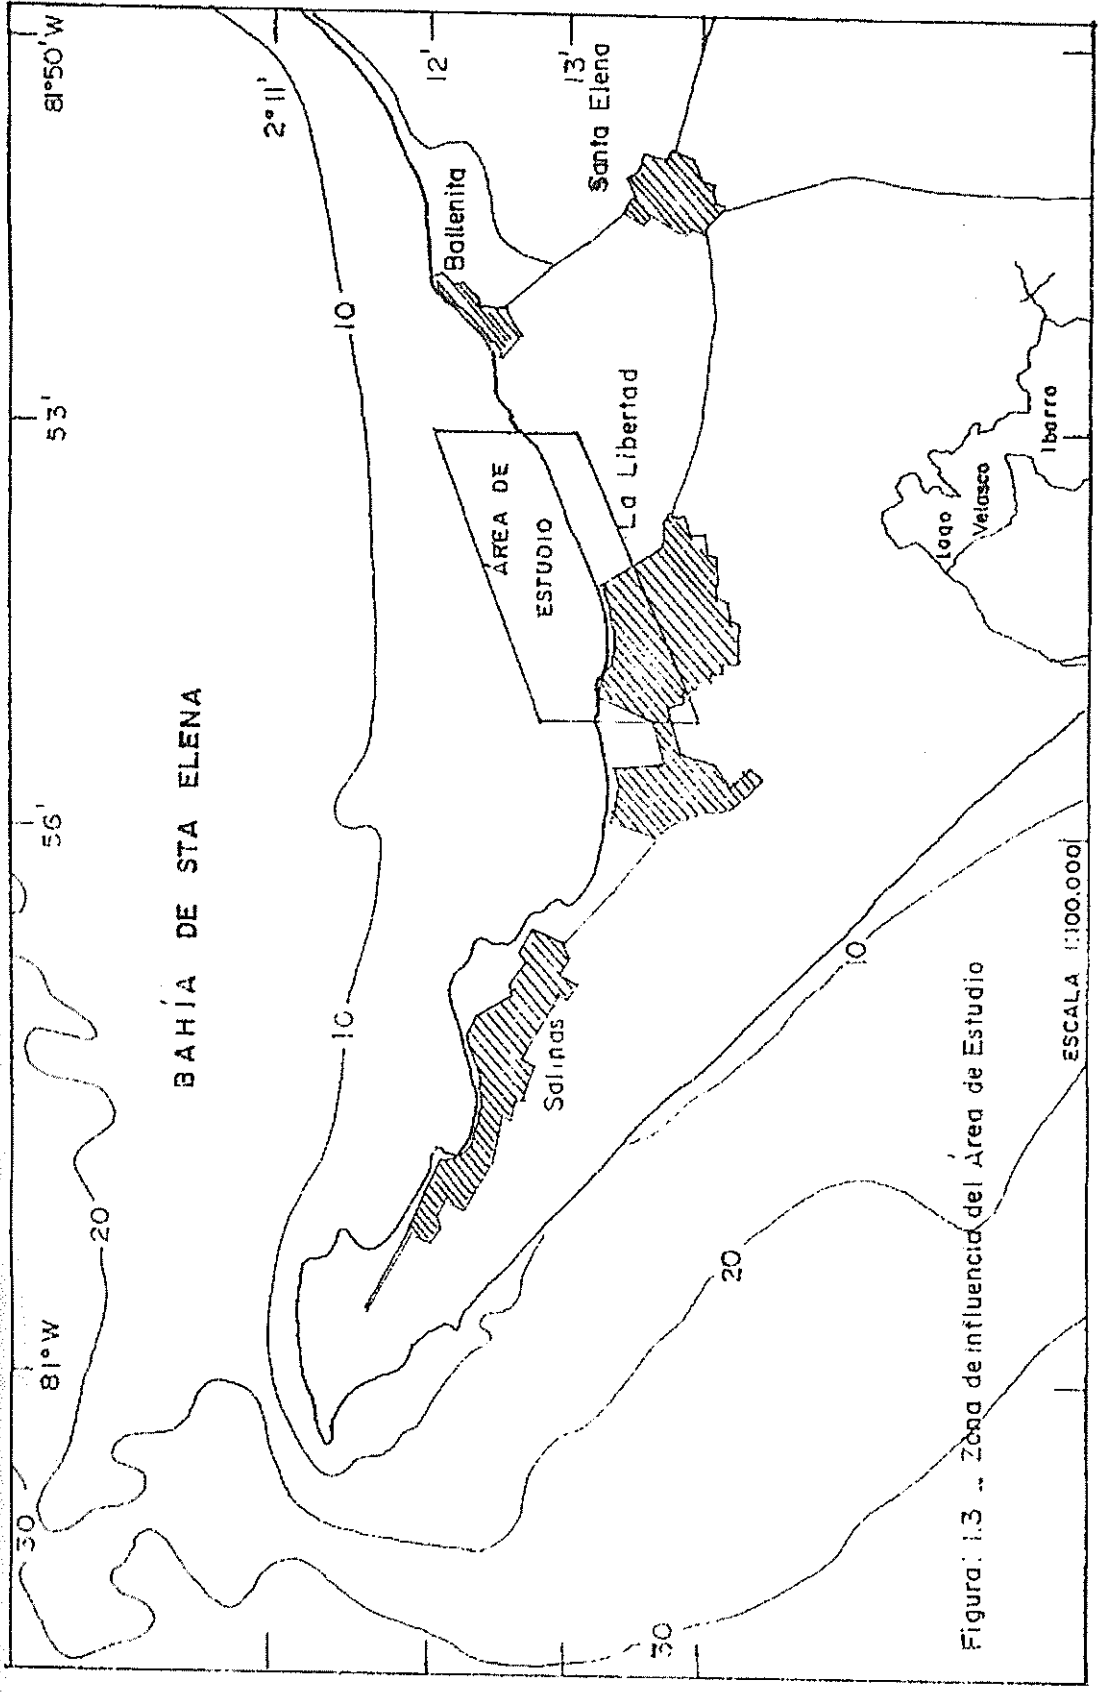 81°W
56'
53'
81°50'W
30
20
BAHÍA DE STA ELENA
2°11'
10
10
12'
Ballenita
ÁREA DE
ESTUDIO
13'
Santa Elena
La Libertad
Salinas
30
20
10
Lago
Velasco
Ibarra
Figura: 1.3 .. Zona de influencia del Área de Estudio
ESCALA 1:100.000